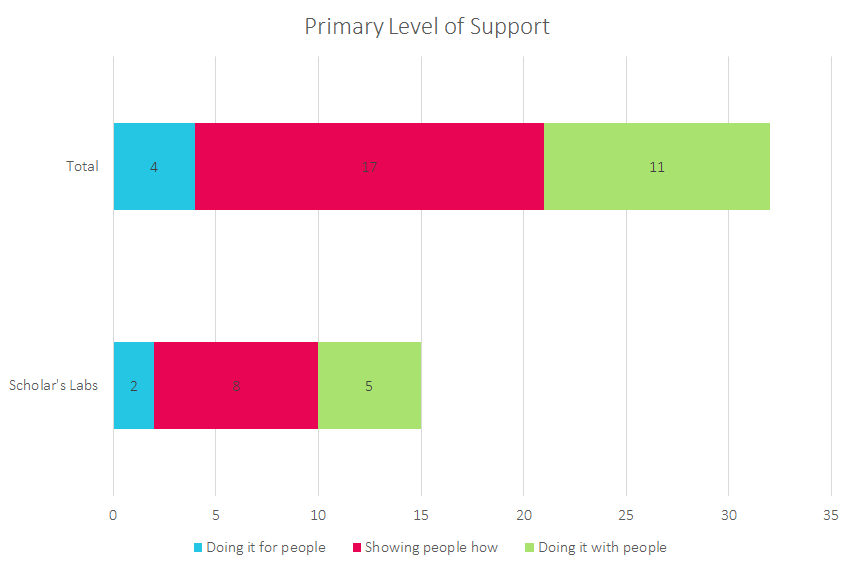 Primary Level of Support
Total
4
17
11
Scholar's Labs
2
8
5
0 5 10 15 20 25 30 35
Doing it for people Showing people how Doing it with people